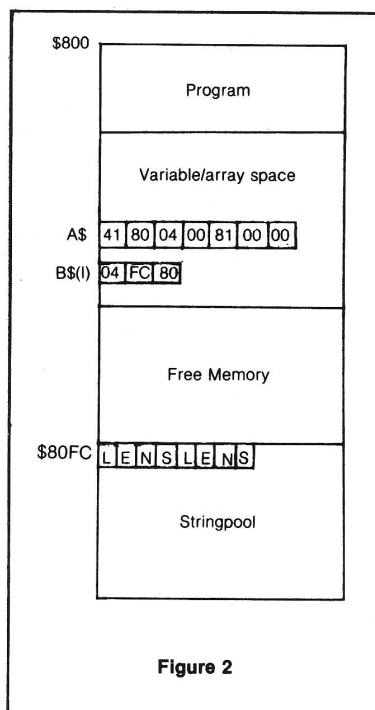 $800
Program
Variable/array space
A$ 41 80 04 00 81 00 00
B$(I) 04 FC 80
Free Memory
$80FC L E N S L E N S
Stringpool
Figure 2